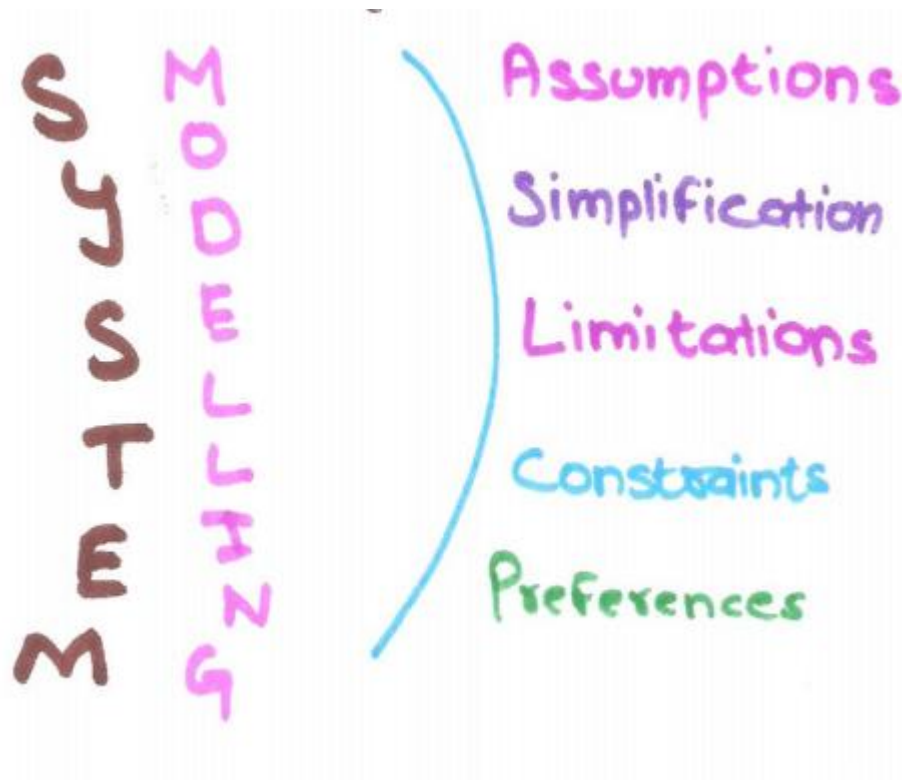 SYSTEM
MODELLING
Assumptions
Simplification
Limitations
Constraints
Preferences